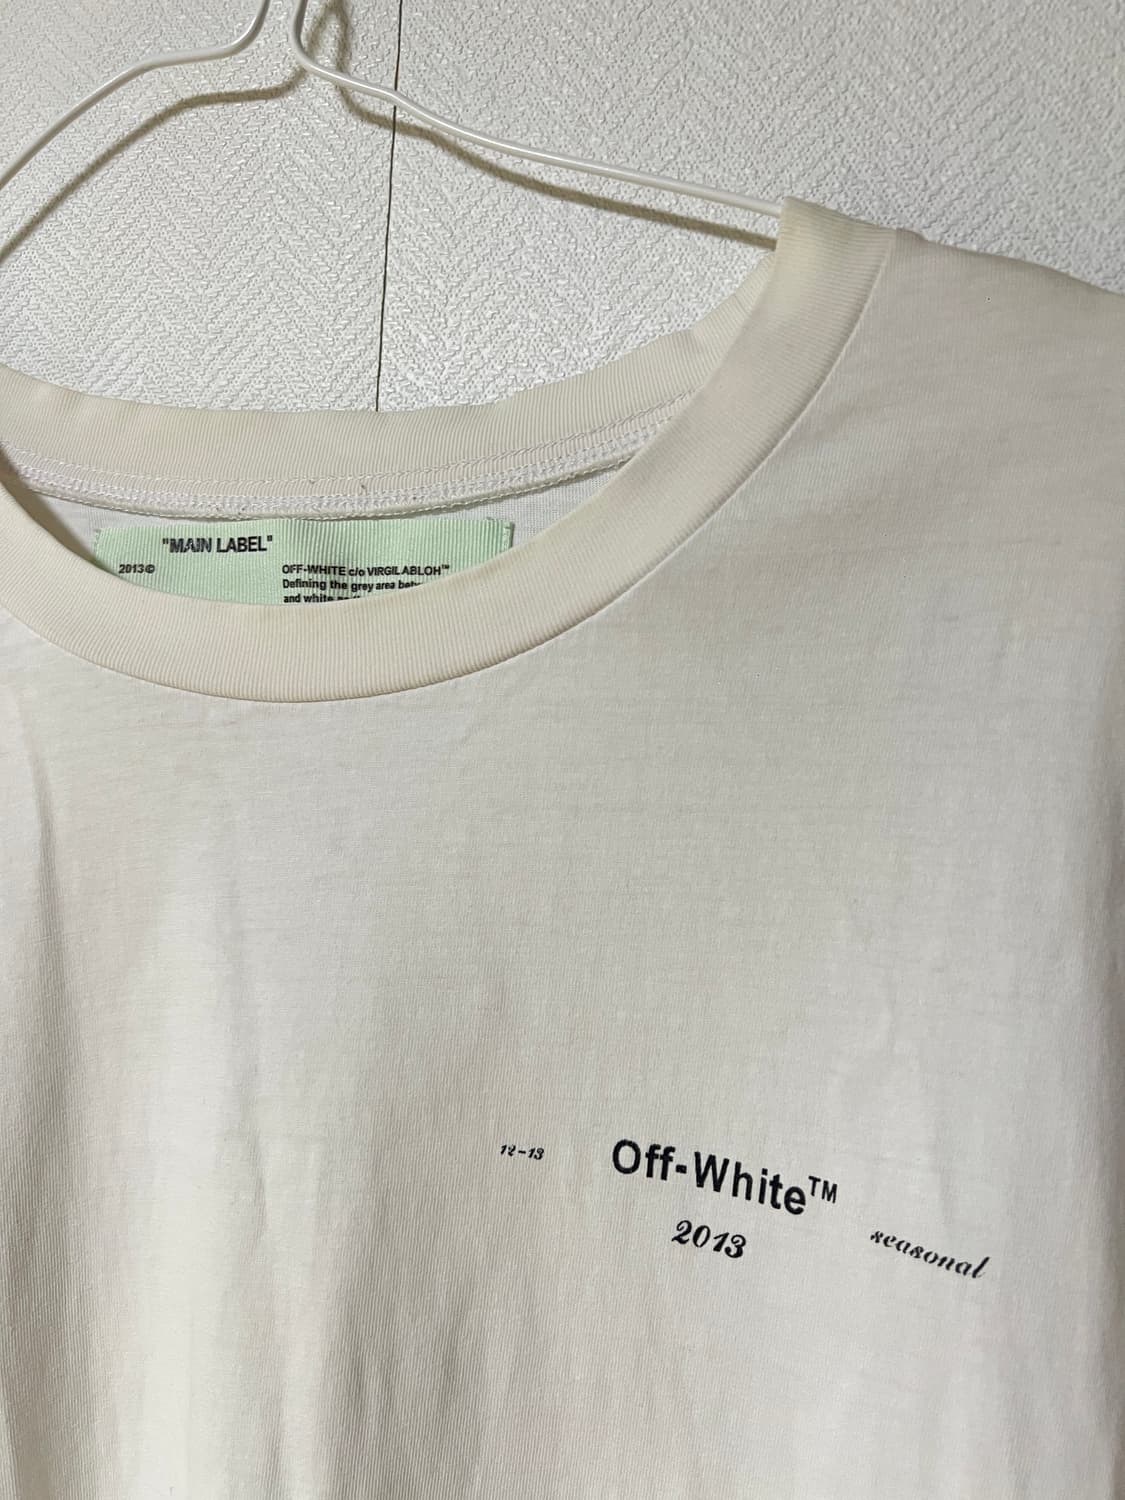 "MAIN LABEL"
2013©
OFF-WHITE c/o VIRGIL ABLOH™
Defining the grey area
and white
12-13
Off-White™
2013
seasonal